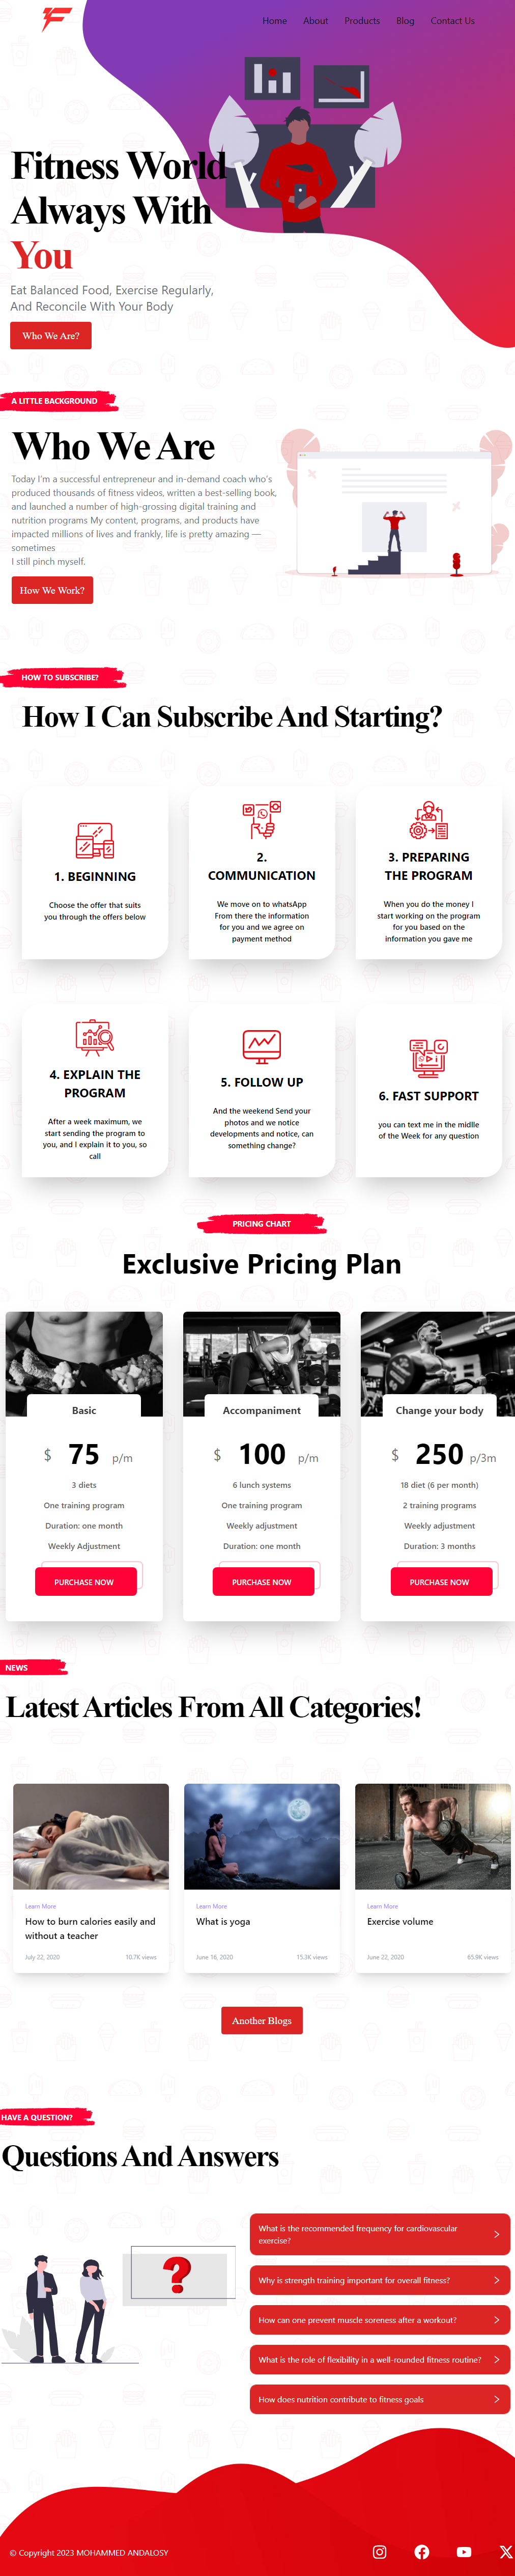 Home About Products Blog Contact Us
Fitness World
Always With
You
Eat Balanced Food, Exercise Regularly,
And Reconcile With Your Body
Who We Are?
A LITTLE BACKGROUND
Who We Are
Today I'm a successful entrepreneur and in-demand coach who's
produced thousands of fitness videos, written a best-selling book,
and launched a number of high-grossing digital training and
nutrition programs My content, programs, and products have
impacted millions of lives and frankly, life is pretty amazing —
sometimes
I still pinch myself.
How We Work?
HOW TO SUBSCRIBE?
How I Can Subscribe And Starting?
1. BEGINNING
Choose the offer that suits
you through the offers below
2.
COMMUNICATION
We move on to whatsApp
From there the information
for you and we agree on
payment method
3. PREPARING
THE PROGRAM
When you do the money I
start working on the program
for you based on the
information you gave me
4. EXPLAIN THE
PROGRAM
After a week maximum, we
start sending the program to
you, and I explain it to you, so
call
5. FOLLOW UP
And the weekend Send your
photos and we notice
developments and notice, can
something change?
6. FAST SUPPORT
you can text me in the midlle
of the Week for any question
PRICING CHART
Exclusive Pricing Plan
Basic
$ 75 p/m
3 diets
One training program
Duration: one month
Weekly Adjustment
PURCHASE NOW
Accompaniment
$ 100 p/m
6 lunch systems
One training program
Weekly adjustment
Duration: one month
PURCHASE NOW
Change your body
$ 250 p/3m
18 diet (6 per month)
2 training programs
Weekly adjustment
Duration: 3 months
PURCHASE NOW
NEWS
Latest Articles From All Categories!
Learn More
How to burn calories easily and
without a teacher
July 22, 2020 10.7K views
Learn More
What is yoga
June 16, 2020 15.3K views
Learn More
Exercise volume
June 22, 2020 65.9K views
Another Blogs
HAVE A QUESTION?
Questions And Answers
?
What is the recommended frequency for cardiovascular
exercise?
Why is strength training important for overall fitness?
How can one prevent muscle soreness after a workout?
What is the role of flexibility in a well-rounded fitness routine?
How does nutrition contribute to fitness goals
© Copyright 2023 MOHAMMED ANDALOSY